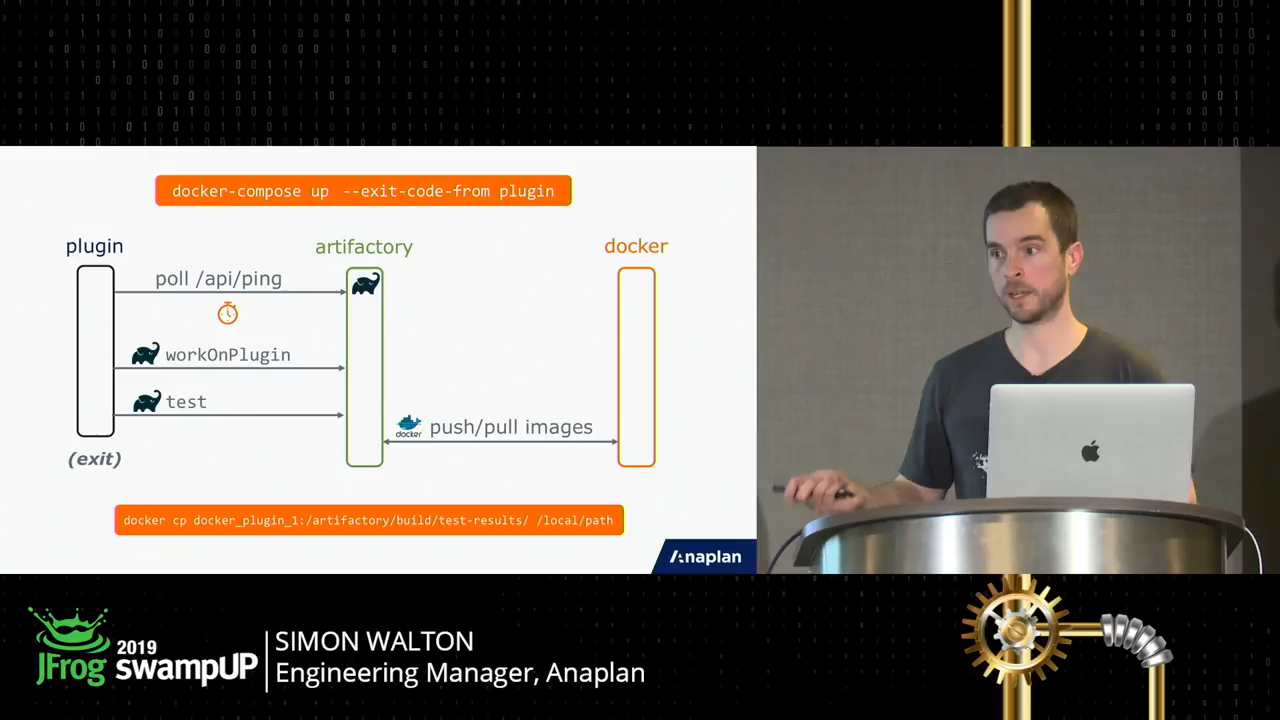 docker-compose up --exit-code-from plugin
plugin
artifactory
docker
poll /api/ping
workOnPlugin
test
docker
push/pull images
(exit)
docker cp docker_plugin_1:/artifactory/build/test-results/ /local/path
Anaplan
JFrog
2019
swampUP
SIMON WALTON
Engineering Manager, Anaplan